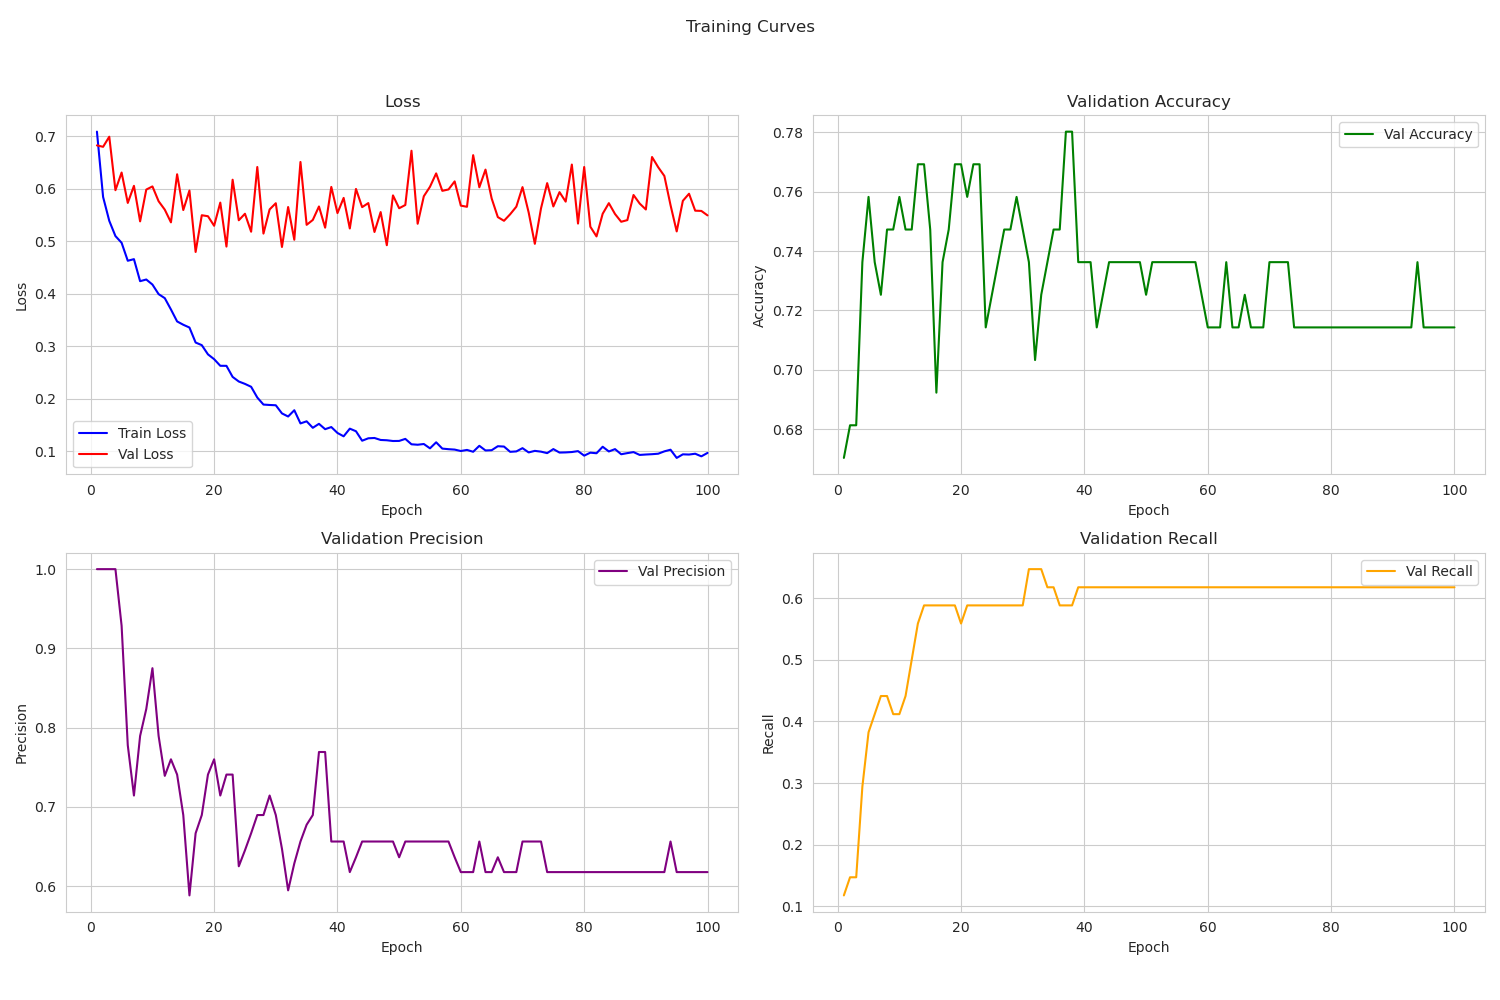 Training Curves
Loss
Loss
0.7
0.6
0.5
0.4
0.3
0.2
0.1
Train Loss
Val Loss
0 20 40 60 80 100
Epoch
Validation Accuracy
Accuracy
0.78
0.76
0.74
0.72
0.70
0.68
Val Accuracy
0 20 40 60 80 100
Epoch
Validation Precision
Precision
1.0
0.9
0.8
0.7
0.6
Val Precision
0 20 40 60 80 100
Epoch
Validation Recall
Recall
0.6
0.5
0.4
0.3
0.2
0.1
Val Recall
0 20 40 60 80 100
Epoch